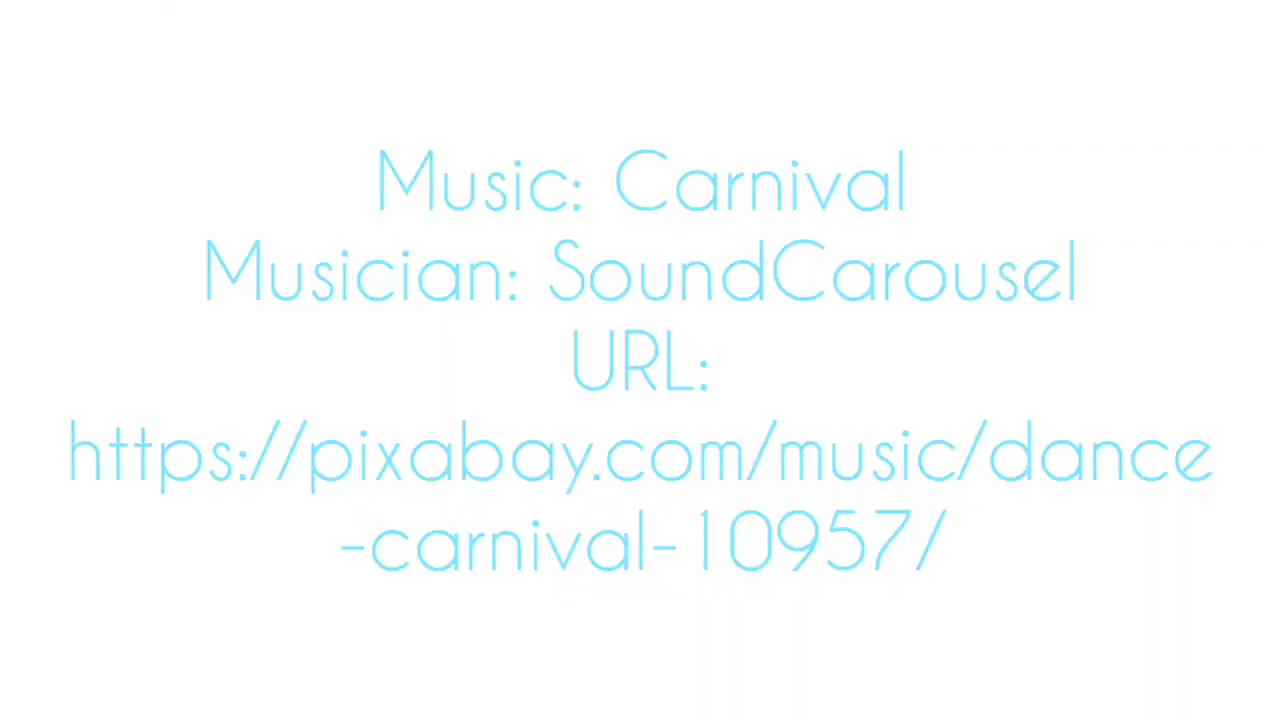 Music: Carnival
Musician: SoundCarousel
URL:
https://pixabay.com/music/dance
-carnival-10957/